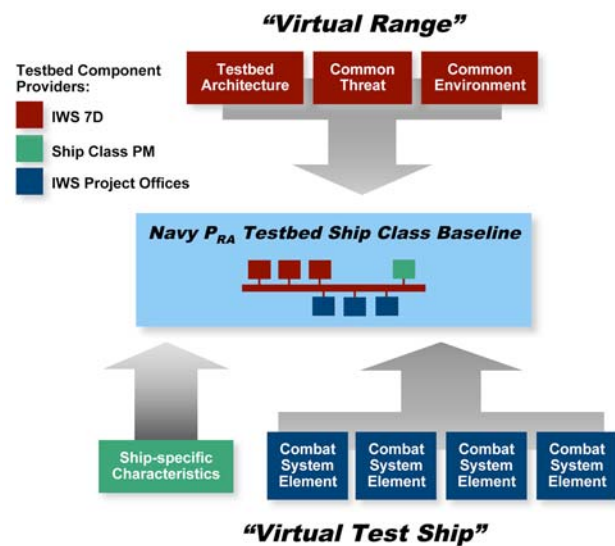 “Virtual Range”
Testbed Component
Providers:
IWS 7D
Ship Class PM
IWS Project Offices
Testbed
Architecture
Common
Threat
Common
Environment
Navy PRA Testbed Ship Class Baseline
Ship-specific
Characteristics
Combat
System
Element
Combat
System
Element
Combat
System
Element
Combat
System
Element
“Virtual Test Ship”